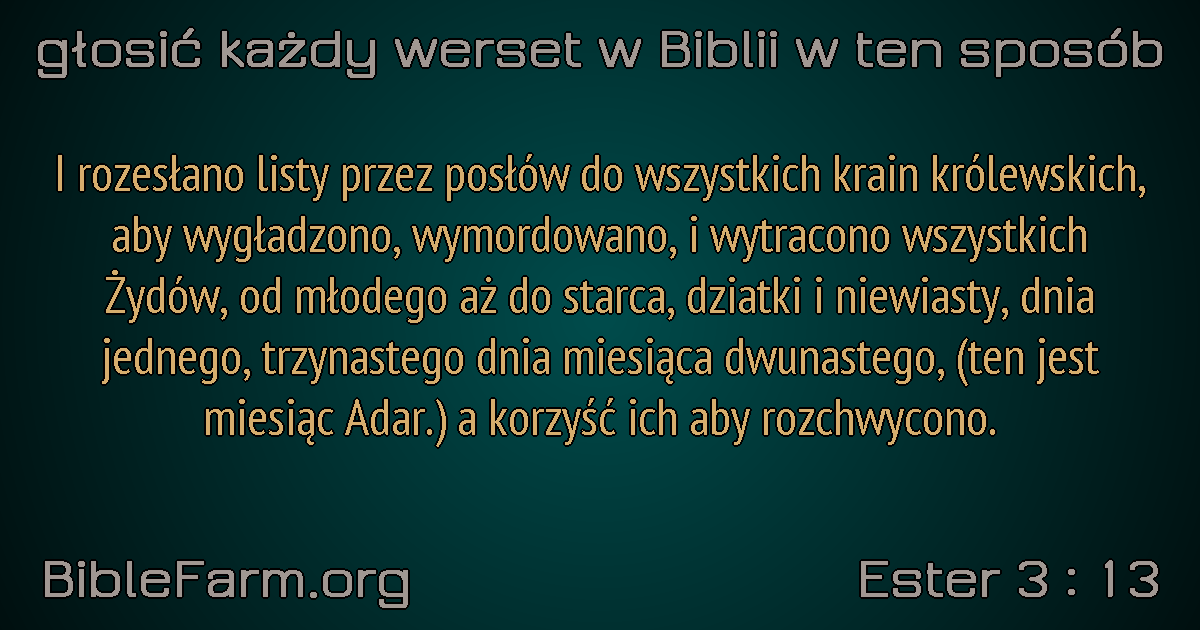 głosić każdy werset w Biblii w ten sposób
I rozesłano listy przez posłów do wszystkich krain królewskich,
aby wygładzono, wymordowano, i wytracono wszystkich
Żydów, od młodego aż do starca, dziatki i niewiasty, dnia
jednego, trzynastego dnia miesiąca dwunastego, (ten jest
miesiąc Adar.) a korzyść ich aby rozchwycono.
BibleFarm.org
Ester 3 : 13